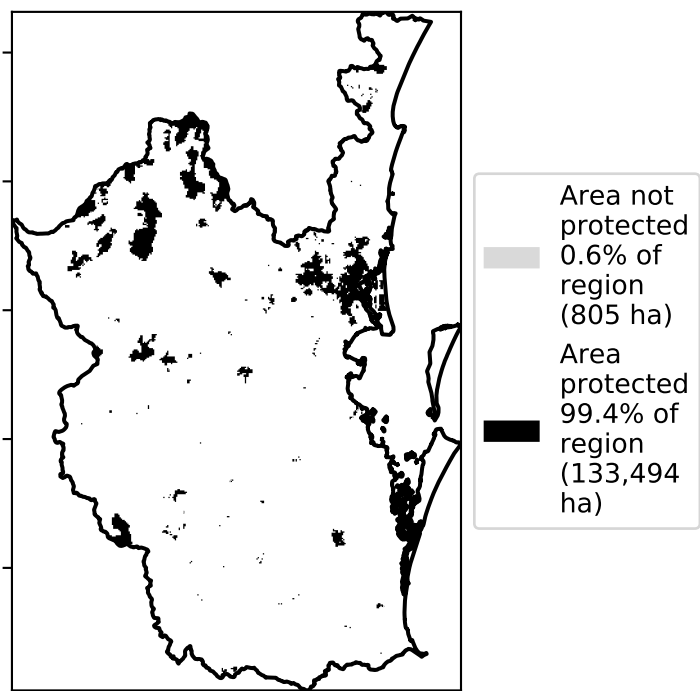 Area not
protected
0.6% of
region
(805 ha)
Area
protected
99.4% of
region
(133,494
ha)